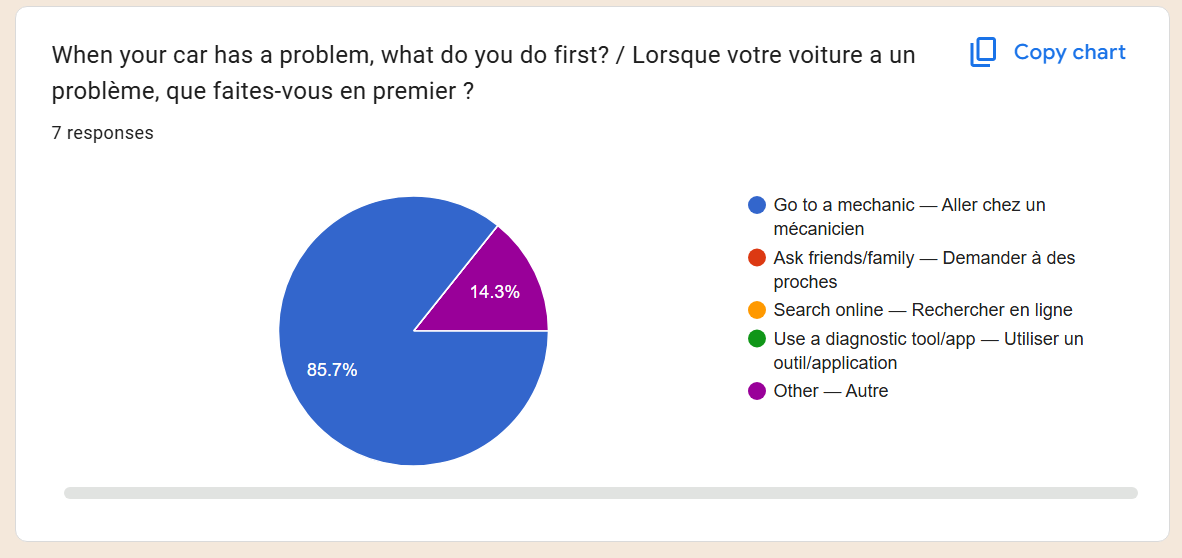 When your car has a problem, what do you do first? / Lorsque votre voiture a un
problème, que faites-vous en premier ?
Copy chart
7 responses
85.7%
14.3%
Go to a mechanic — Aller chez un
mécanicien
Ask friends/family — Demander à des
proches
Search online — Rechercher en ligne
Use a diagnostic tool/app — Utiliser un
outil/application
Other — Autre